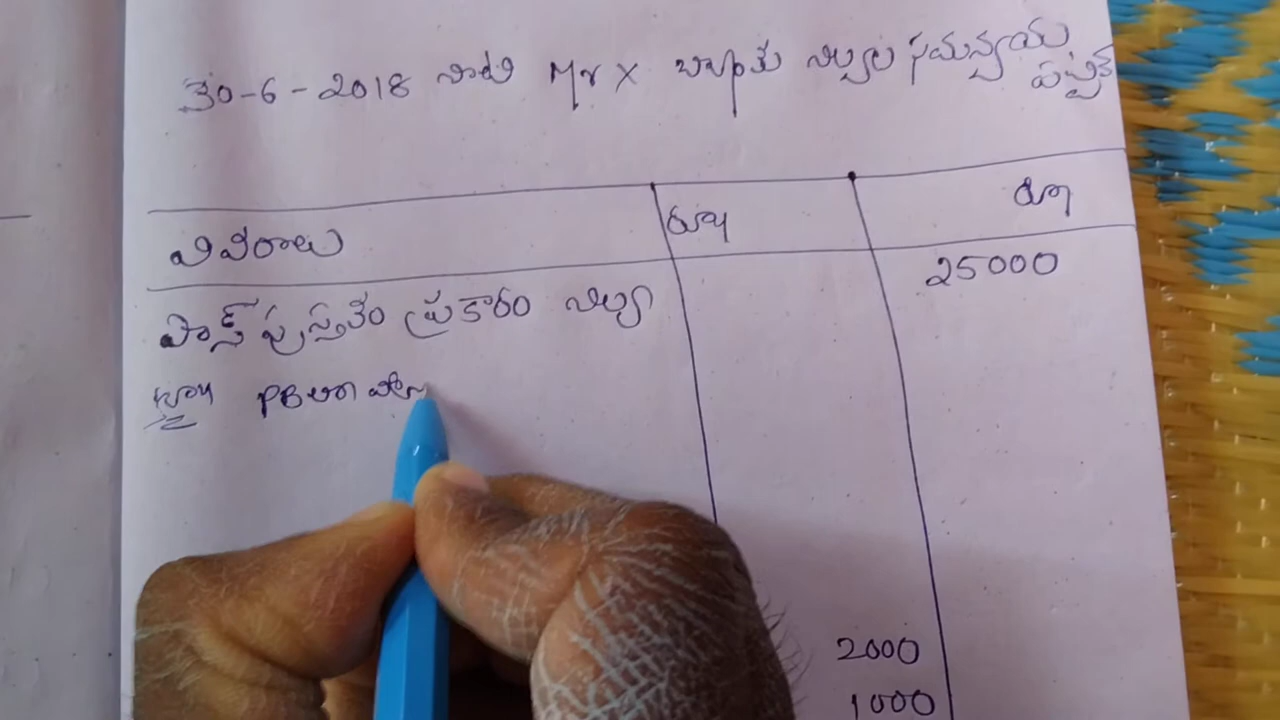 30-6-2018 నాటి Mr X బ్యాంకు నిల్వల సమన్వయ
పట్టిక
వివరాలు రూ॥ రూ॥
పాస్ పుస్తకం ప్రకారం నిల్వ 25000
PB లో
2000
1000